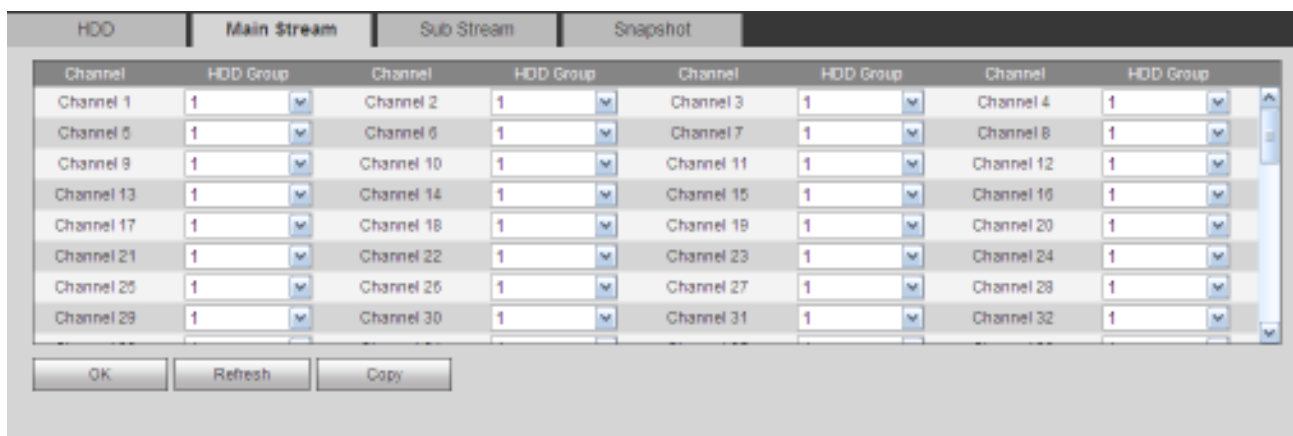 HDD Main Stream Sub Stream Snapshot
Channel HDD Group Channel HDD Group Channel HDD Group Channel HDD Group
Channel 1 1 Channel 2 1 Channel 3 1 Channel 4 1
Channel 5 1 Channel 6 1 Channel 7 1 Channel 8 1
Channel 9 1 Channel 10 1 Channel 11 1 Channel 12 1
Channel 13 1 Channel 14 1 Channel 15 1 Channel 16 1
Channel 17 1 Channel 18 1 Channel 19 1 Channel 20 1
Channel 21 1 Channel 22 1 Channel 23 1 Channel 24 1
Channel 25 1 Channel 26 1 Channel 27 1 Channel 28 1
Channel 29 1 Channel 30 1 Channel 31 1 Channel 32 1
OK Refresh Copy